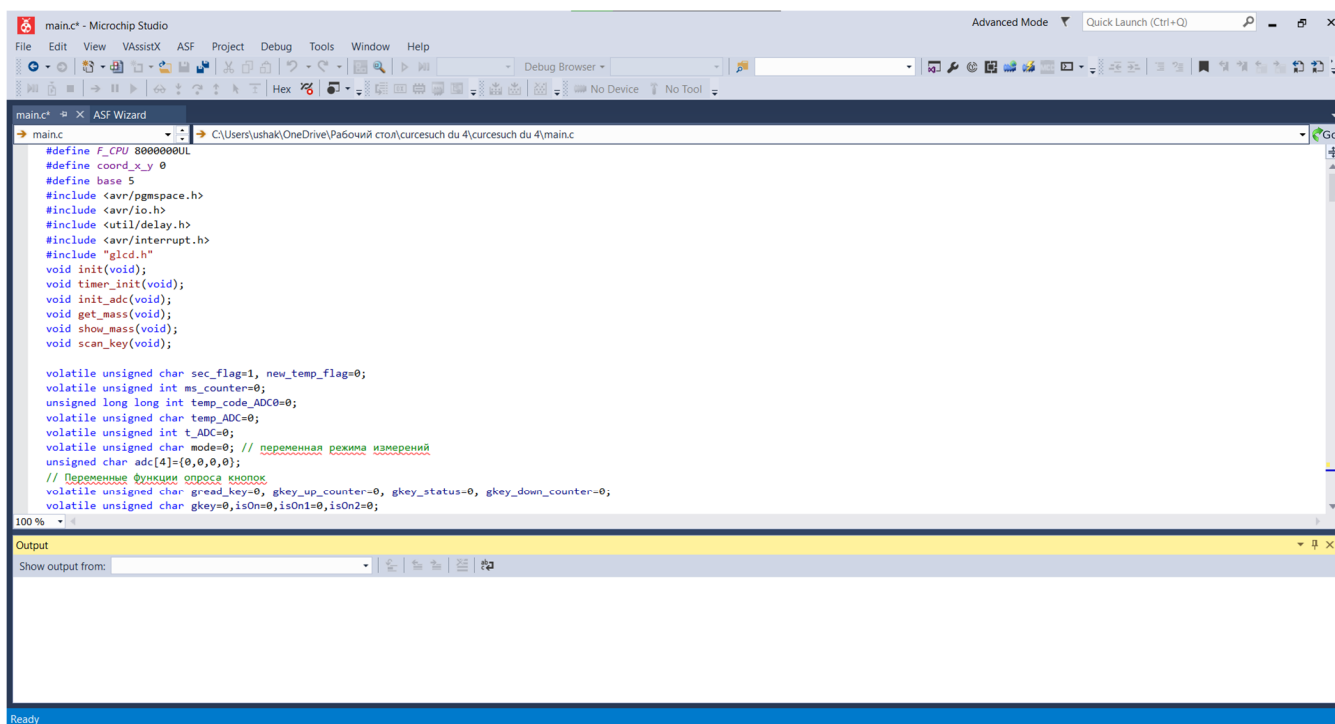 main.c* - Microchip Studio
Advanced Mode
Quick Launch (Ctrl+Q)
File Edit View VAssistX ASF Project Debug Tools Window Help
Debug Browser
Hex
No Device
No Tool
main.c* ASF Wizard
main.c
C:\Users\ushak\OneDrive\Рабочий стол\curcesuch du 4\curcesuch du 4\main.c
Go
#define F_CPU 8000000UL
#define coord_x_y 0
#define base 5
#include <avr/pgmspace.h>
#include <avr/io.h>
#include <util/delay.h>
#include <avr/interrupt.h>
#include "glcd.h"
void init(void);
void timer_init(void);
void init_adc(void);
void get_mass(void);
void show_mass(void);
void scan_key(void);
volatile unsigned char sec_flag=1, new_temp_flag=0;
volatile unsigned int ms_counter=0;
unsigned long long int temp_code_ADC0=0;
volatile unsigned char temp_ADC=0;
volatile unsigned int t_ADC=0;
volatile unsigned char mode=0; // переменная режима измерений
unsigned char adc[4]={0,0,0,0};
// Переменные функции опроса кнопок
volatile unsigned char gread_key=0, gkey_up_counter=0, gkey_status=0, gkey_down_counter=0;
volatile unsigned char gkey=0,isOn=0,isOn1=0,isOn2=0;
100 %
Output
Show output from:
Ready